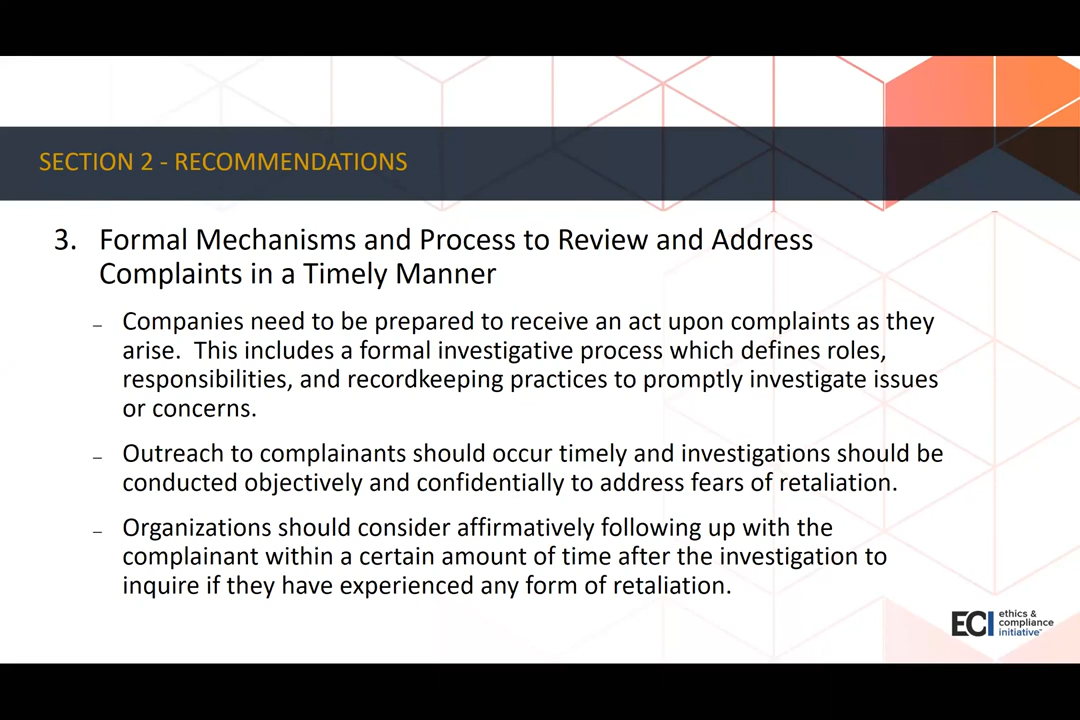 SECTION 2 - RECOMMENDATIONS
3. Formal Mechanisms and Process to Review and Address
Complaints in a Timely Manner
– Companies need to be prepared to receive an act upon complaints as they
arise. This includes a formal investigative process which defines roles,
responsibilities, and recordkeeping practices to promptly investigate issues
or concerns.
– Outreach to complainants should occur timely and investigations should be
conducted objectively and confidentially to address fears of retaliation.
– Organizations should consider affirmatively following up with the
complainant within a certain amount of time after the investigation to
inquire if they have experienced any form of retaliation.
ECI
ethics &
compliance
initiative™